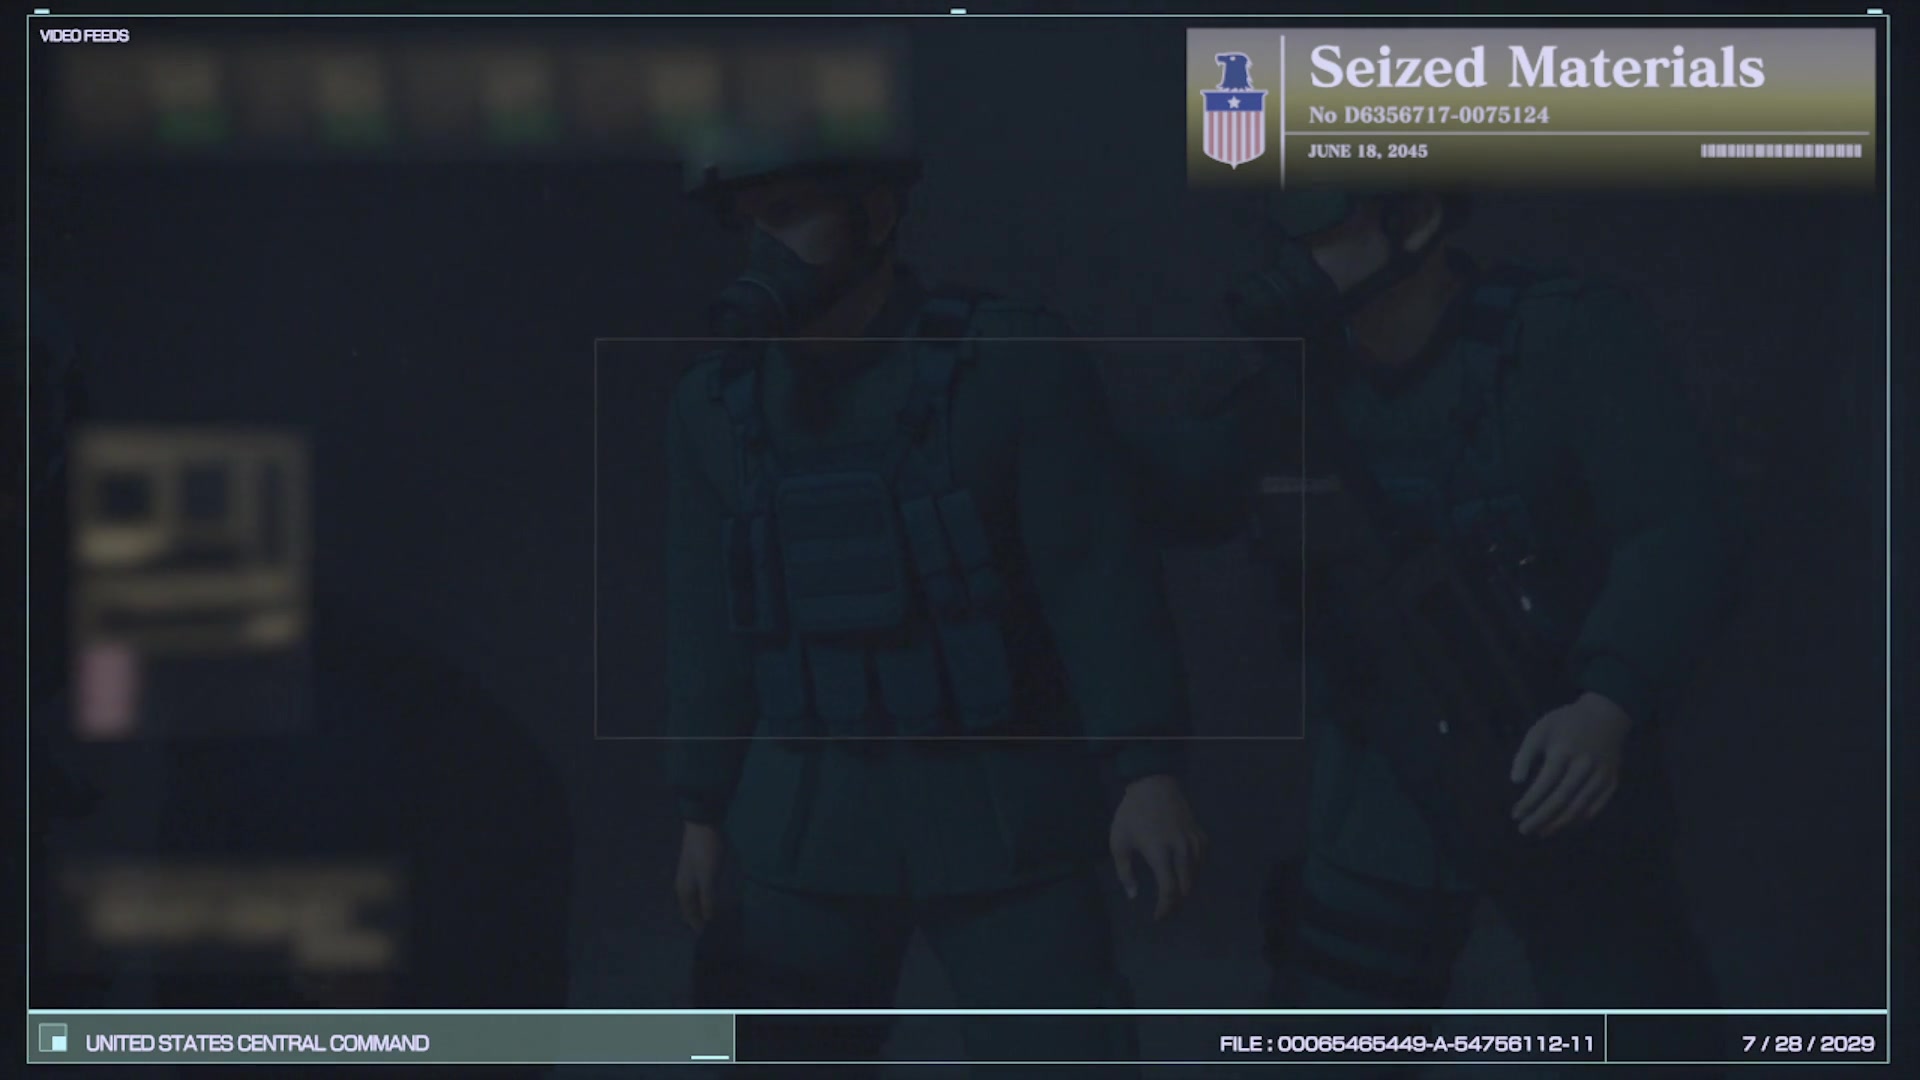 VIDEO FEEDS
Seized Materials
No D6356717-0075124
JUNE 18, 2045
UNITED STATES CENTRAL COMMAND
FILE : 00065465449-A-54756112-11
7 / 28 / 2029